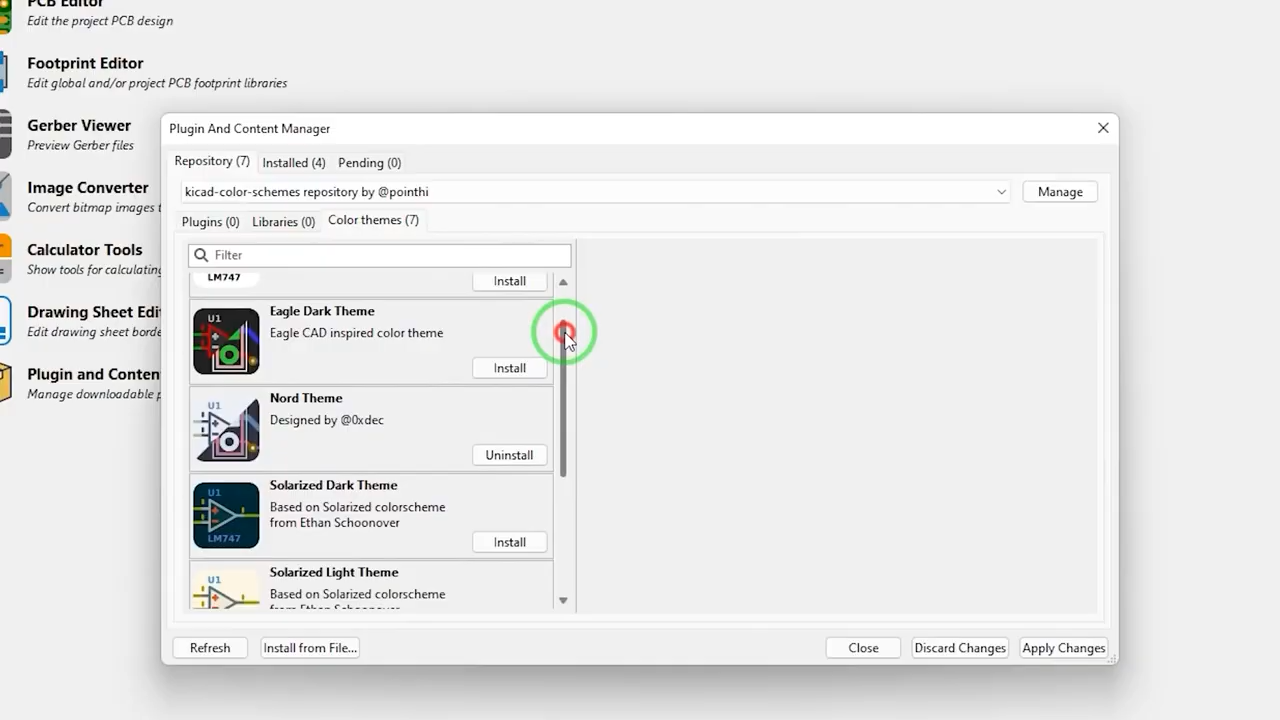 PCB Editor
Edit the project PCB design
Footprint Editor
Edit global and/or project PCB footprint libraries
Gerber Viewer
Preview Gerber files
Image Converter
Convert bitmap images t
Calculator Tools
Show tools for calculating
Drawing Sheet Edi
Edit drawing sheet borde
Plugin and Conten
Manage downloadable p
Plugin And Content Manager
Repository (7) Installed (4) Pending (0)
kicad-color-schemes repository by @pointhi Manage
Plugins (0) Libraries (0) Color themes (7)
Filter
LM747 Install
U1
Eagle Dark Theme
Eagle CAD inspired color theme
Install
U1
Nord Theme
Designed by @0xdec
Uninstall
U1
LM747
Solarized Dark Theme
Based on Solarized colorscheme
from Ethan Schoonover
Install
U1
Solarized Light Theme
Based on Solarized colorscheme
from Ethan Schoonover
Refresh Install from File... Close Discard Changes Apply Changes